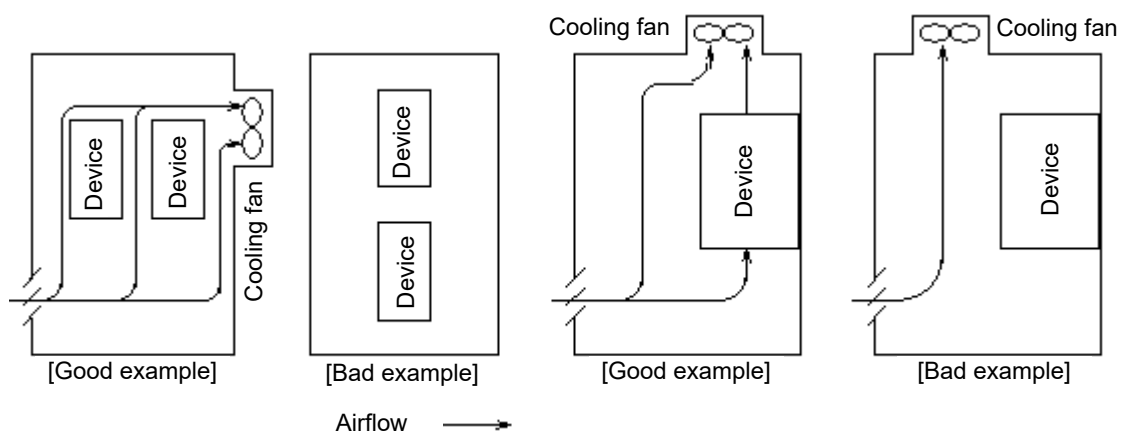 Cooling fan
Cooling fan
Device
Device
Cooling fan
Device
Device
Device
Device
[Good example]
[Bad example]
[Good example]
[Bad example]
Airflow